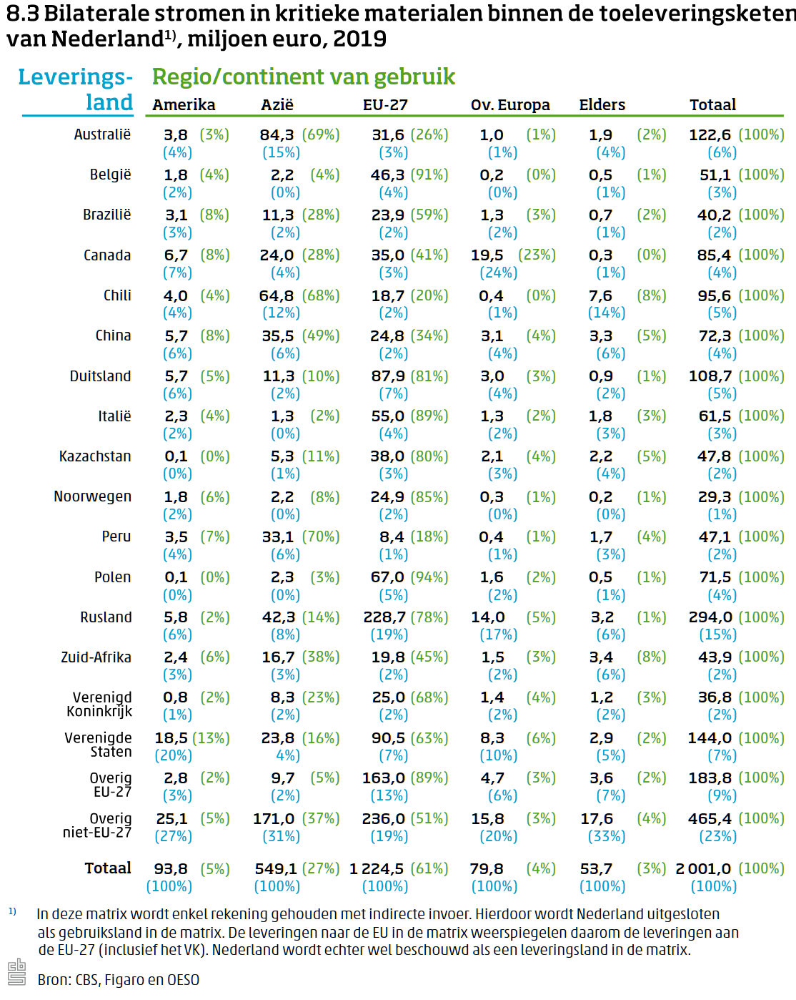 8.3 Bilaterale stromen in kritieke materialen binnen de toeleveringsketen
van Nederland¹⁾, miljoen euro, 2019
Leverings-
land
Regio/continent van gebruik
Amerika Azië EU-27 Ov. Europa Elders Totaal
Australië 3,8 (3%) 84,3 (69%) 31,6 (26%) 1,0 (1%) 1,9 (2%) 122,6 (100%)
(4%) (15%) (3%) (1%) (4%) (6%)
België 1,8 (4%) 2,2 (4%) 46,3 (91%) 0,2 (0%) 0,5 (1%) 51,1 (100%)
(2%) (0%) (4%) (0%) (1%) (3%)
Brazilië 3,1 (8%) 11,3 (28%) 23,9 (59%) 1,3 (3%) 0,7 (2%) 40,2 (100%)
(3%) (2%) (2%) (2%) (1%) (2%)
Canada 6,7 (8%) 24,0 (28%) 35,0 (41%) 19,5 (23%) 0,3 (0%) 85,4 (100%)
(7%) (4%) (3%) (24%) (1%) (4%)
Chili 4,0 (4%) 64,8 (68%) 18,7 (20%) 0,4 (0%) 7,6 (8%) 95,6 (100%)
(4%) (12%) (2%) (1%) (14%) (5%)
China 5,7 (8%) 35,5 (49%) 24,8 (34%) 3,1 (4%) 3,3 (5%) 72,3 (100%)
(6%) (6%) (2%) (4%) (6%) (4%)
Duitsland 5,7 (5%) 11,3 (10%) 87,9 (81%) 3,0 (3%) 0,9 (1%) 108,7 (100%)
(6%) (2%) (7%) (4%) (2%) (5%)
Italië 2,3 (4%) 1,3 (2%) 55,0 (89%) 1,3 (2%) 1,8 (3%) 61,5 (100%)
(2%) (0%) (4%) (2%) (3%) (3%)
Kazachstan 0,1 (0%) 5,3 (11%) 38,0 (80%) 2,1 (4%) 2,2 (5%) 47,8 (100%)
(0%) (1%) (3%) (3%) (4%) (2%)
Noorwegen 1,8 (6%) 2,2 (8%) 24,9 (85%) 0,3 (1%) 0,2 (1%) 29,3 (100%)
(2%) (0%) (2%) (0%) (0%) (1%)
Peru 3,5 (7%) 33,1 (70%) 8,4 (18%) 0,4 (1%) 1,7 (4%) 47,1 (100%)
(4%) (6%) (1%) (1%) (3%) (2%)
Polen 0,1 (0%) 2,3 (3%) 67,0 (94%) 1,6 (2%) 0,5 (1%) 71,5 (100%)
(0%) (0%) (5%) (2%) (1%) (4%)
Rusland 5,8 (2%) 42,3 (14%) 228,7 (78%) 14,0 (5%) 3,2 (1%) 294,0 (100%)
(6%) (8%) (19%) (17%) (6%) (15%)
Zuid-Afrika 2,4 (6%) 16,7 (38%) 19,8 (45%) 1,5 (3%) 3,4 (8%) 43,9 (100%)
(3%) (3%) (2%) (2%) (6%) (2%)
Verenigd 0,8 (2%) 8,3 (23%) 25,0 (68%) 1,4 (4%) 1,2 (3%) 36,8 (100%)
Koninkrijk (1%) (2%) (2%) (2%) (2%) (2%)
Verenigde 18,5 (13%) 23,8 (16%) 90,5 (63%) 8,3 (6%) 2,9 (2%) 144,0 (100%)
Staten (20%) 4%) (7%) (10%) (5%) (7%)
Overig 2,8 (2%) 9,7 (5%) 163,0 (89%) 4,7 (3%) 3,6 (2%) 183,8 (100%)
EU-27 (3%) (2%) (13%) (6%) (7%) (9%)
Overig 25,1 (5%) 171,0 (37%) 236,0 (51%) 15,8 (3%) 17,6 (4%) 465,4 (100%)
niet-EU-27 (27%) (31%) (19%) (20%) (33%) (23%)
Totaal 93,8 (5%) 549,1 (27%) 1 224,5 (61%) 79,8 (4%) 53,7 (3%) 2 001,0 (100%)
(100%) (100%) (100%) (100%) (100%) (100%)
¹⁾ In deze matrix wordt enkel rekening gehouden met indirecte invoer. Hierdoor wordt Nederland uitgesloten
als gebruiksland in de matrix. De leveringen naar de EU in de matrix weerspiegelen daarom de leveringen aan
de EU-27 (inclusief het VK). Nederland wordt echter wel beschouwd als een leveringsland in de matrix.
cbs
Bron: CBS, Figaro en OESO